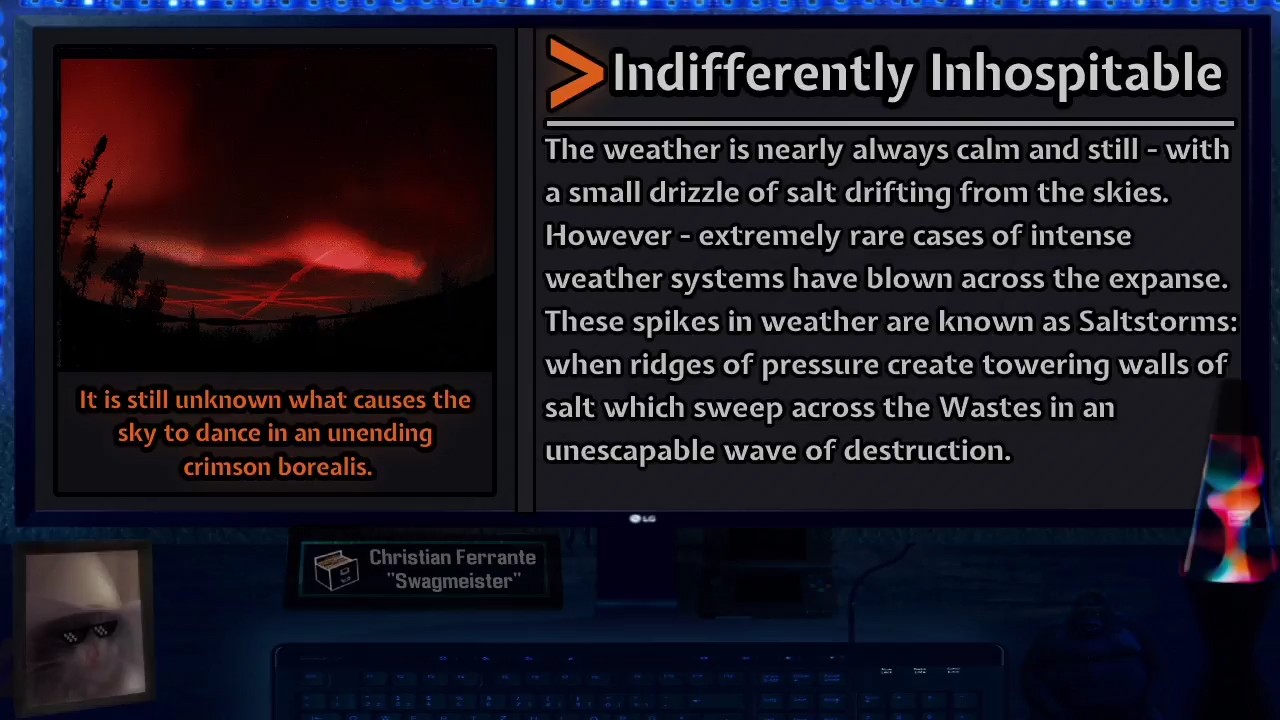 >Indifferently Inhospitable
The weather is nearly always calm and still - with
a small drizzle of salt drifting from the skies.
However - extremely rare cases of intense
weather systems have blown across the expanse.
These spikes in weather are known as Saltstorms:
when ridges of pressure create towering walls of
salt which sweep across the Wastes in an
unescapable wave of destruction.
It is still unknown what causes the
sky to dance in an unending
crimson borealis.
LG
Christian Ferrante
"Swagmeister"